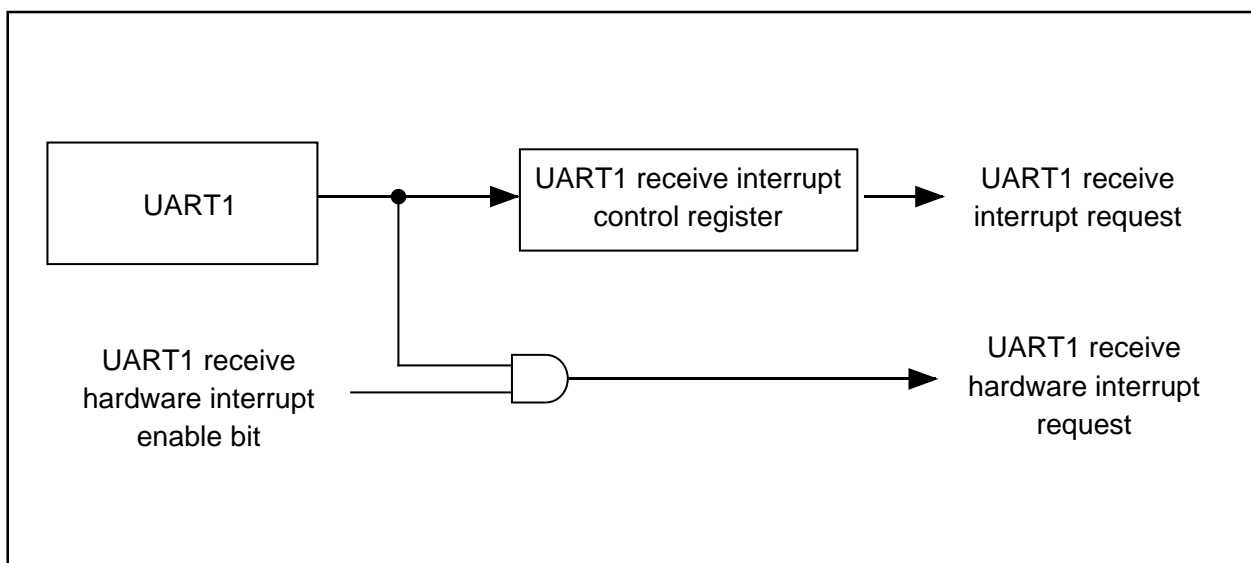 UART1
UART1 receive interrupt
control register
UART1 receive
interrupt request
UART1 receive
hardware interrupt
enable bit
UART1 receive
hardware interrupt
request